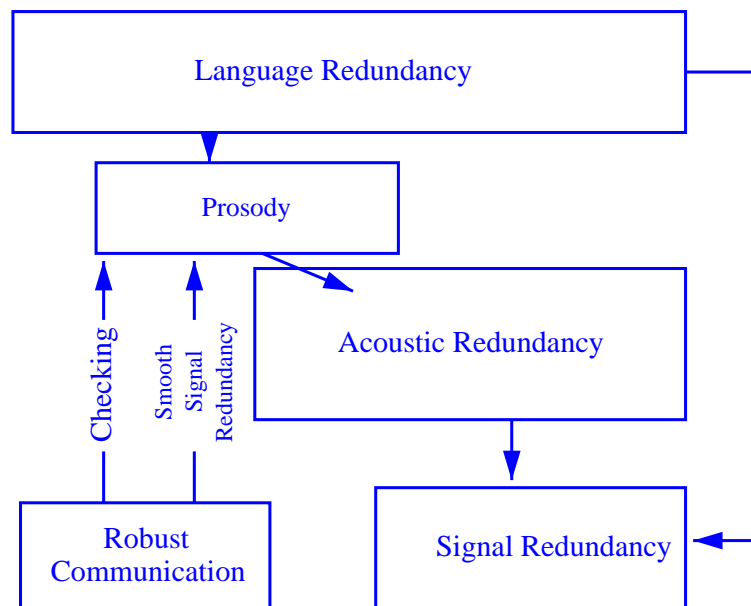 Language Redundancy
Prosody
Acoustic Redundancy
Checking
Smooth
Signal
Redundancy
Robust
Communication
Signal Redundancy